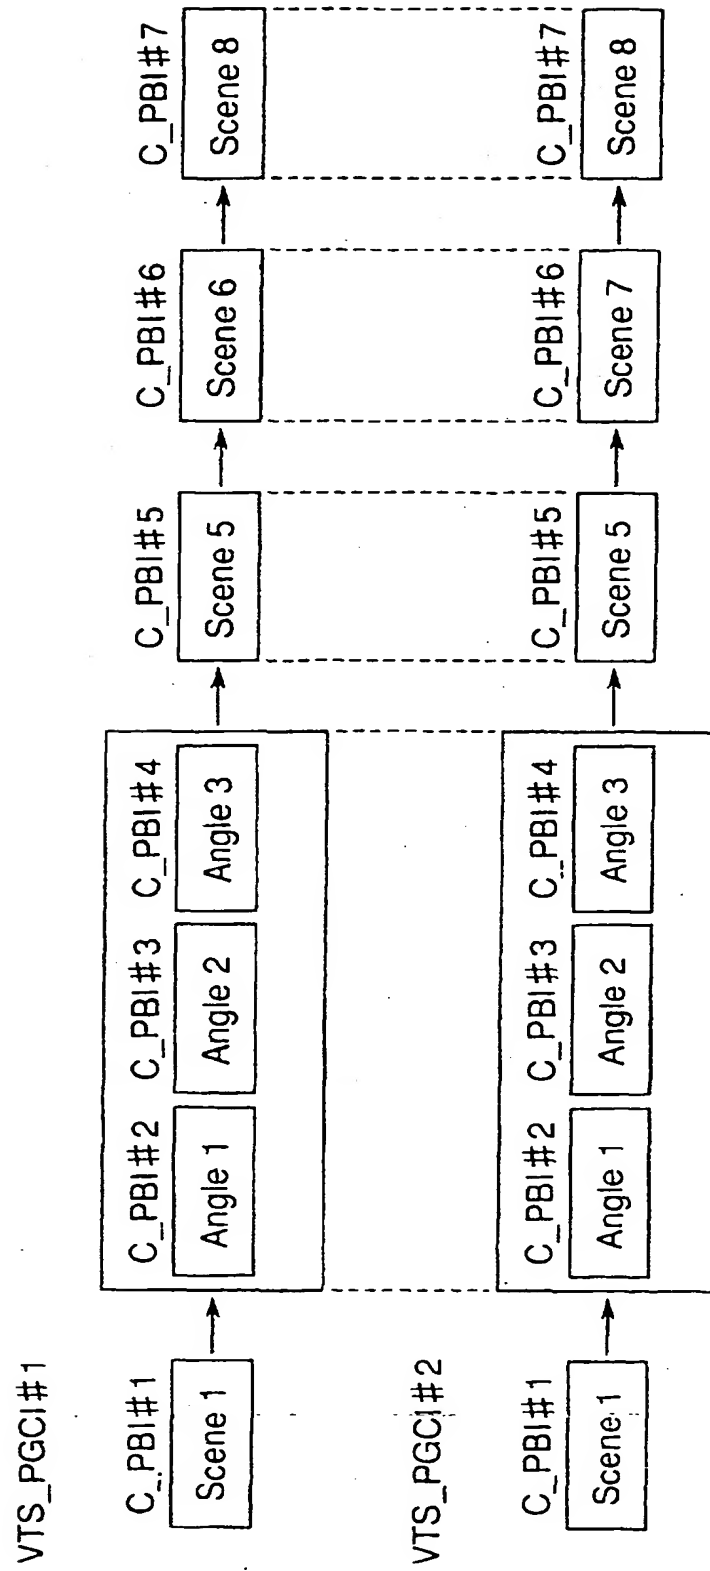 VTS_PGCI#1
C_PBI#1
Scene 1
C_PBI#2
Angle 1
C_PBI#3
Angle 2
C_PBI#4
Angle 3
C_PBI#5
Scene 5
C_PBI#6
Scene 6
C_PBI#7
Scene 8
VTS_PGCI#2
C_PBI#1
Scene 1
C_PBI#2
Angle 1
C_PBI#3
Angle 2
C_PBI#4
Angle 3
C_PBI#5
Scene 5
C_PBI#6
Scene 7
C_PBI#7
Scene 8